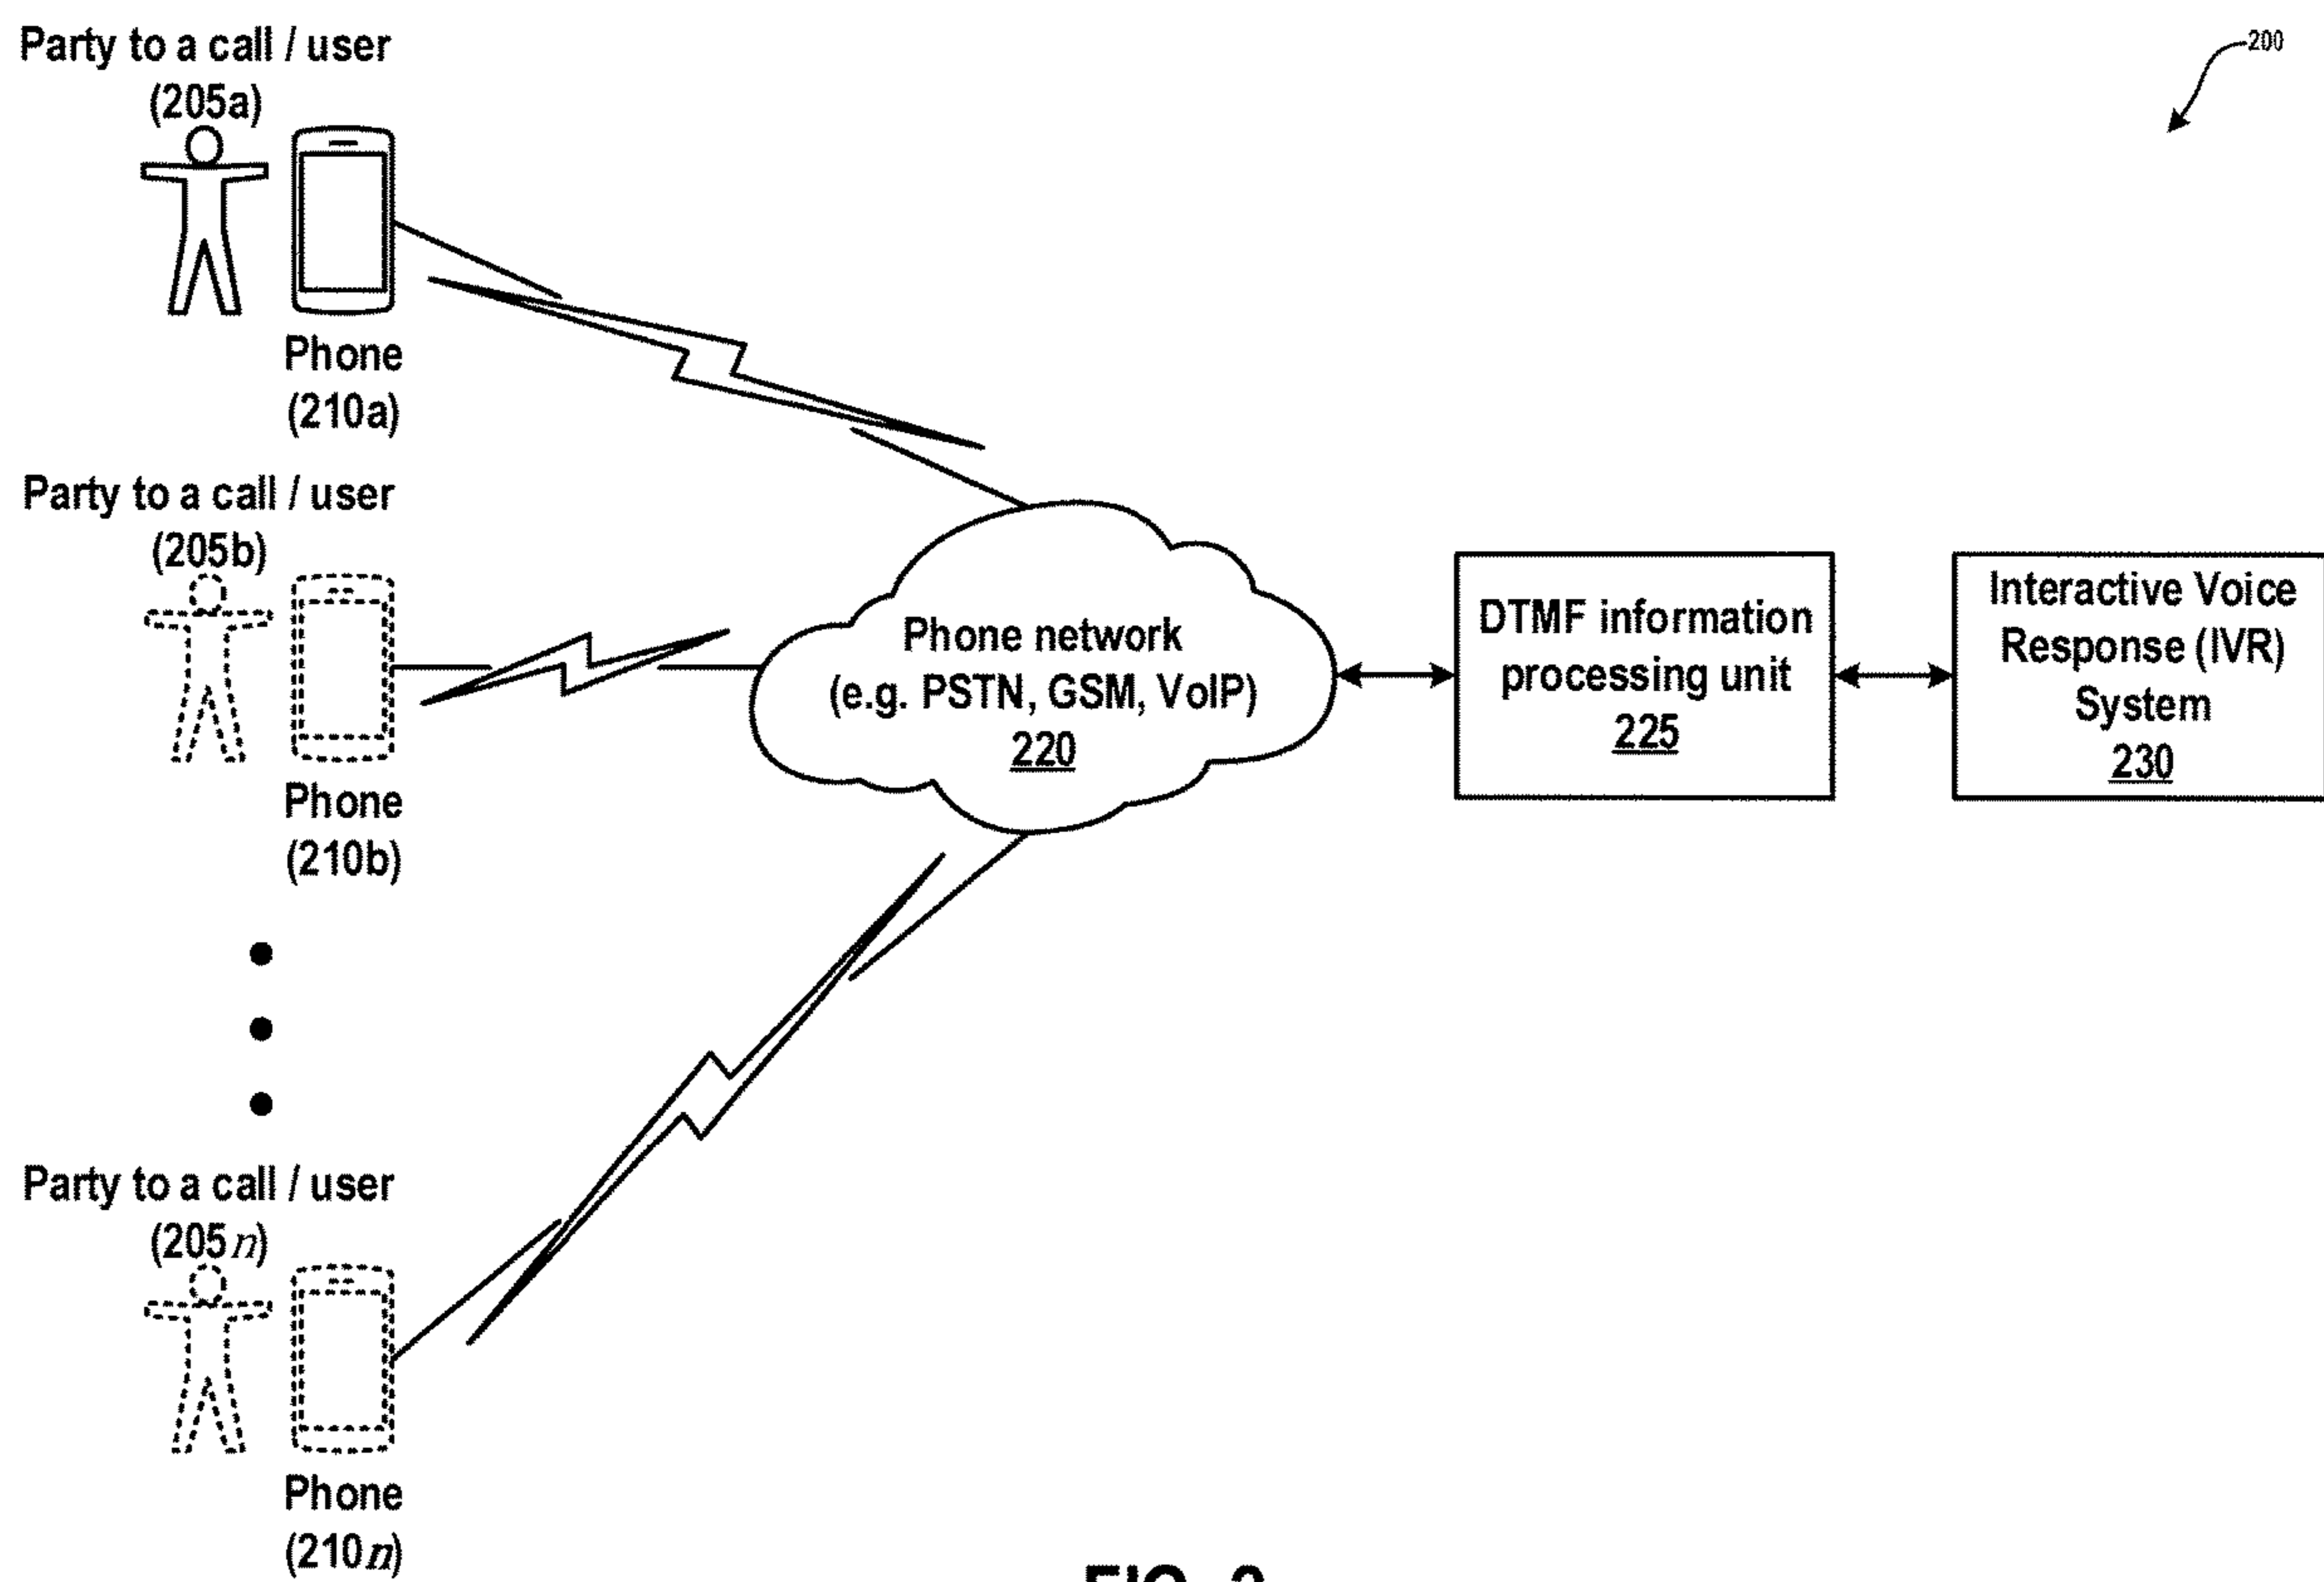 200
Party to a call / user
(205a)
Phone
(210a)
Party to a call / user
(205b)
Phone
(210b)
Phone network
(e.g. PSTN, GSM, VoIP)
220
DTMF information
processing unit
225
Interactive Voice
Response (IVR)
System
230
Party to a call / user
(205n)
Phone
(210n)
FIG. 2